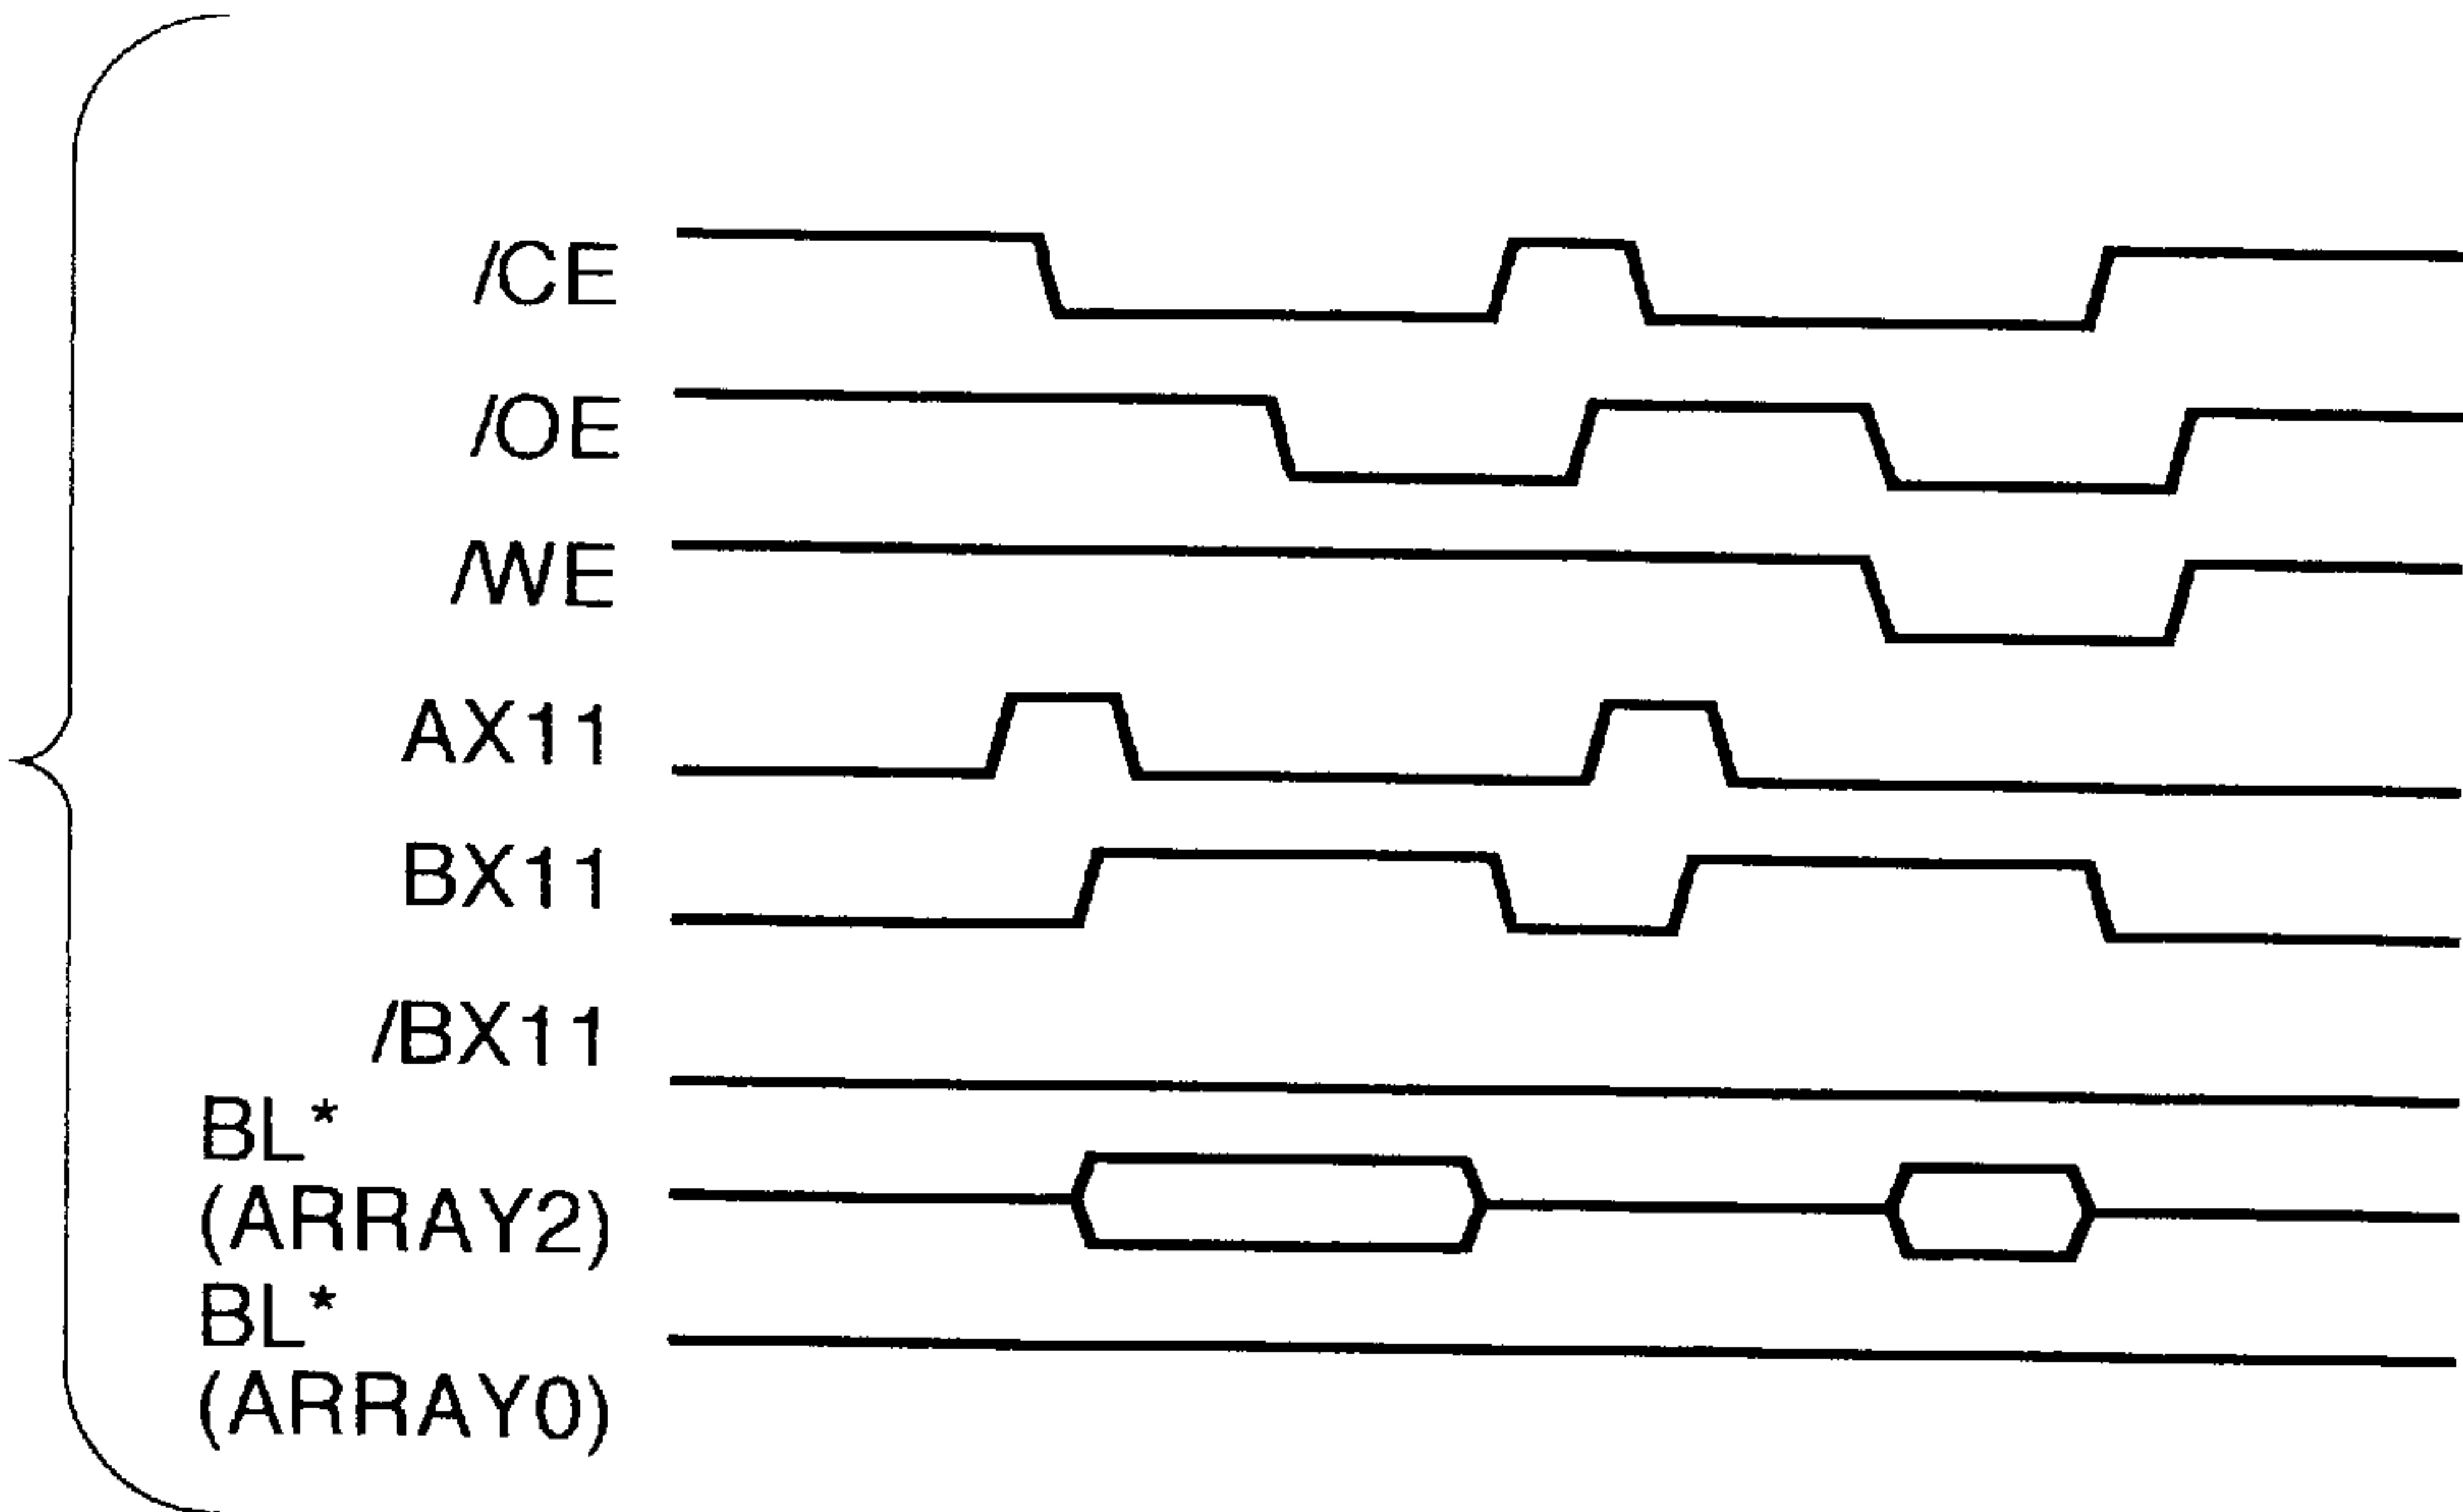 /CE
/OE
/WE
AX11
BX11
/BX11
BL*
(ARRAY2)
BL*
(ARRAY0)